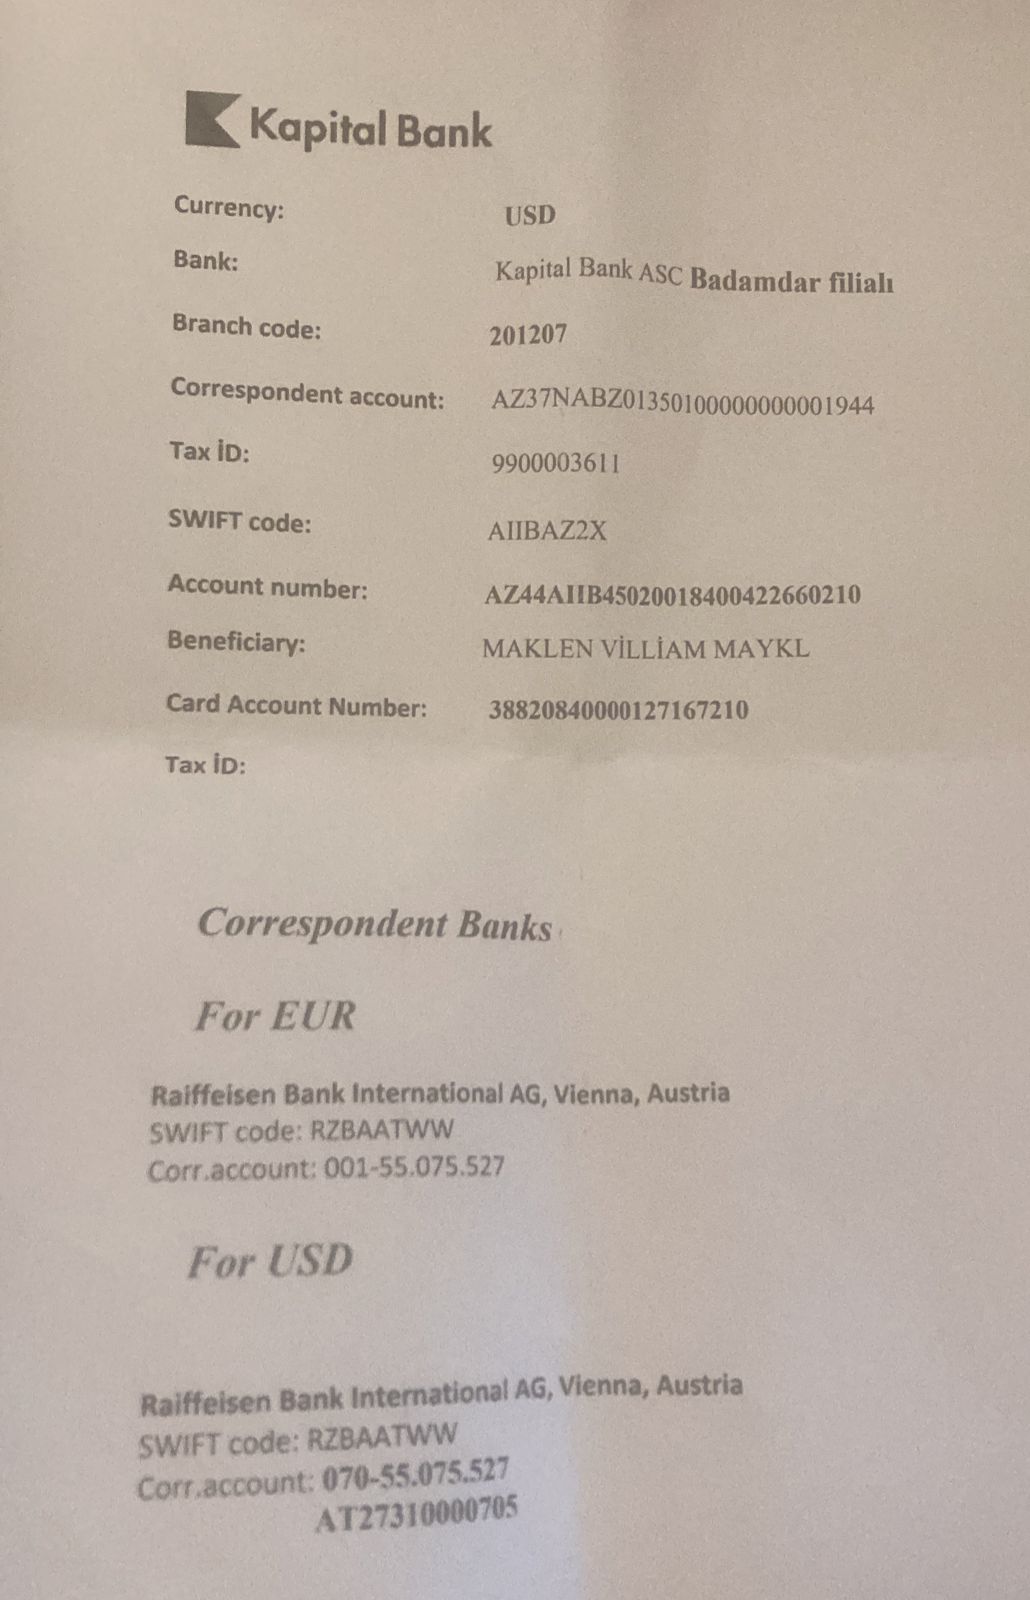 Kapital Bank
Currency: USD
Bank: Kapital Bank ASC Badamdar filialı
Branch code: 201207
Correspondent account: AZ37NABZ01350100000000001944
Tax İD: 9900003611
SWIFT code: AIIBAZ2X
Account number: AZ44AIIB45020018400422660210
Beneficiary: MAKLEN VİLLİAM MAYKL
Card Account Number: 38820840000127167210
Tax İD:
Correspondent Banks
For EUR
Raiffeisen Bank International AG, Vienna, Austria
SWIFT code: RZBAATWW
Corr.account: 001-55.075.527
For USD
Raiffeisen Bank International AG, Vienna, Austria
SWIFT code: RZBAATWW
Corr.account: 070-55.075.527
AT27310000705